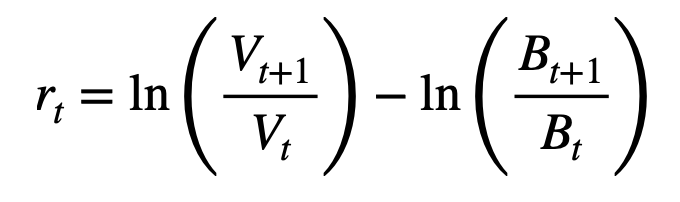 r_t = ln(V_{t+1}/V_t) − ln(B_{t+1}/B_t)